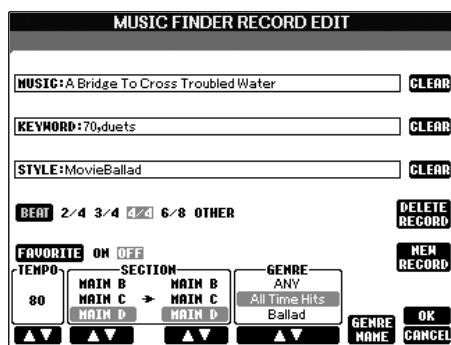 MUSIC FINDER RECORD EDIT
MUSIC:A Bridge To Cross Troubled Water CLEAR
KEYWORD:70,duets CLEAR
STYLE:MovieBallad CLEAR
BEAT 2/4 3/4 4/4 6/8 OTHER
DELETE RECORD
FAVORITE ON OFF
NEW RECORD
TEMPO SECTION GENRE
MAIN B MAIN B ANY
80 MAIN C MAIN C All Time Hits
MAIN D MAIN D Ballad
GENRE NAME
OK
CANCEL